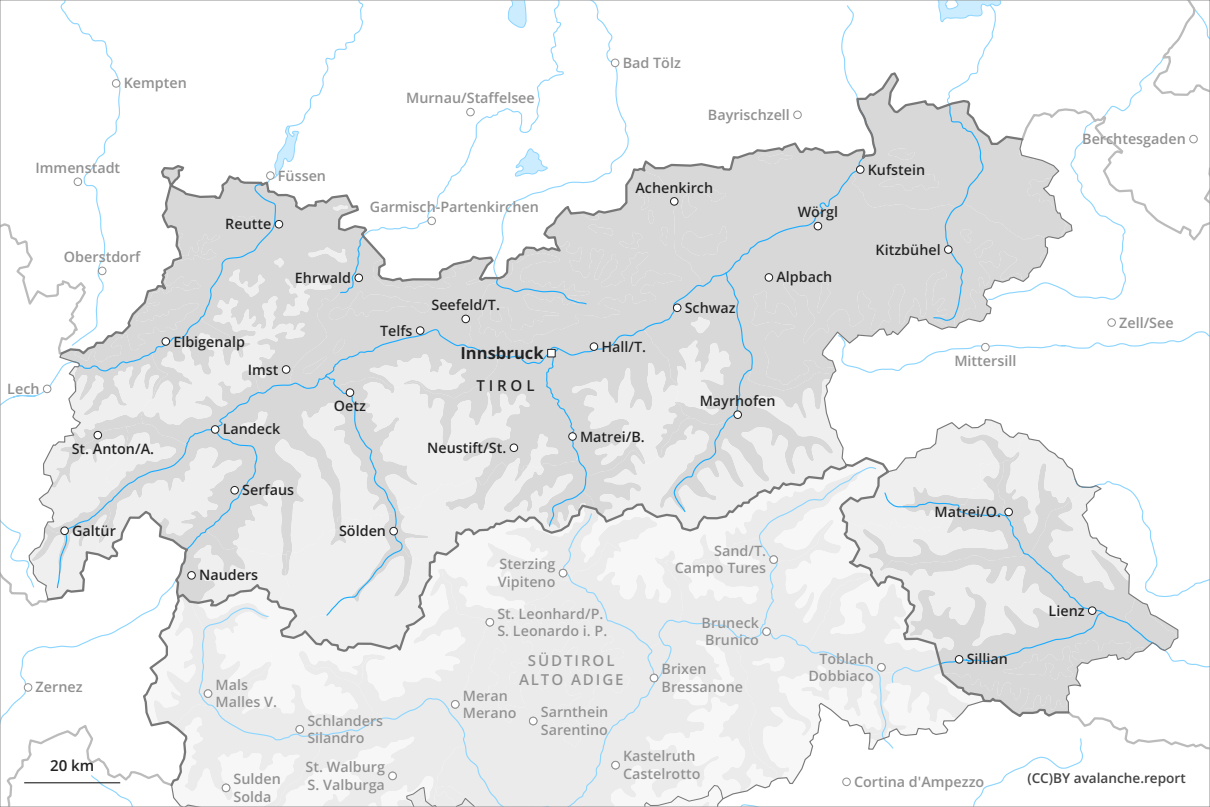 Kempten
Bad Tölz
Murnau/Staffelsee
Bayrischzell
Berchtesgaden
Immenstadt
Füssen
Kufstein
Achenkirch
Garmisch-Partenkirchen
Wörgl
Reutte
Kitzbühel
Oberstdorf
Ehrwald
Alpbach
Seefeld/T.
Schwaz
Zell/See
Telfs
Elbigenalp
Hall/T.
Innsbruck
Mittersill
Imst
TIROL
Lech
Mayrhofen
Oetz
Landeck
Matrei/B.
St. Anton/A.
Neustift/St.
Serfaus
Matrei/O.
Galtür
Sölden
Sand/T.
Campo Tures
Sterzing
Vipiteno
Nauders
Lienz
St. Leonhard/P.
S. Leonardo i. P.
Bruneck
Brunico
SÜDTIROL
ALTO ADIGE
Toblach
Dobbiaco
Sillian
Brixen
Bressanone
Zernez
Mals
Malles V.
Meran
Merano
Sarnthein
Sarentino
Schlanders
Silandro
Kastelruth
Castelrotto
20 km
St. Walburg
S. Valburga
Sulden
Solda
Cortina d'Ampezzo
(CC)BY avalanche.report